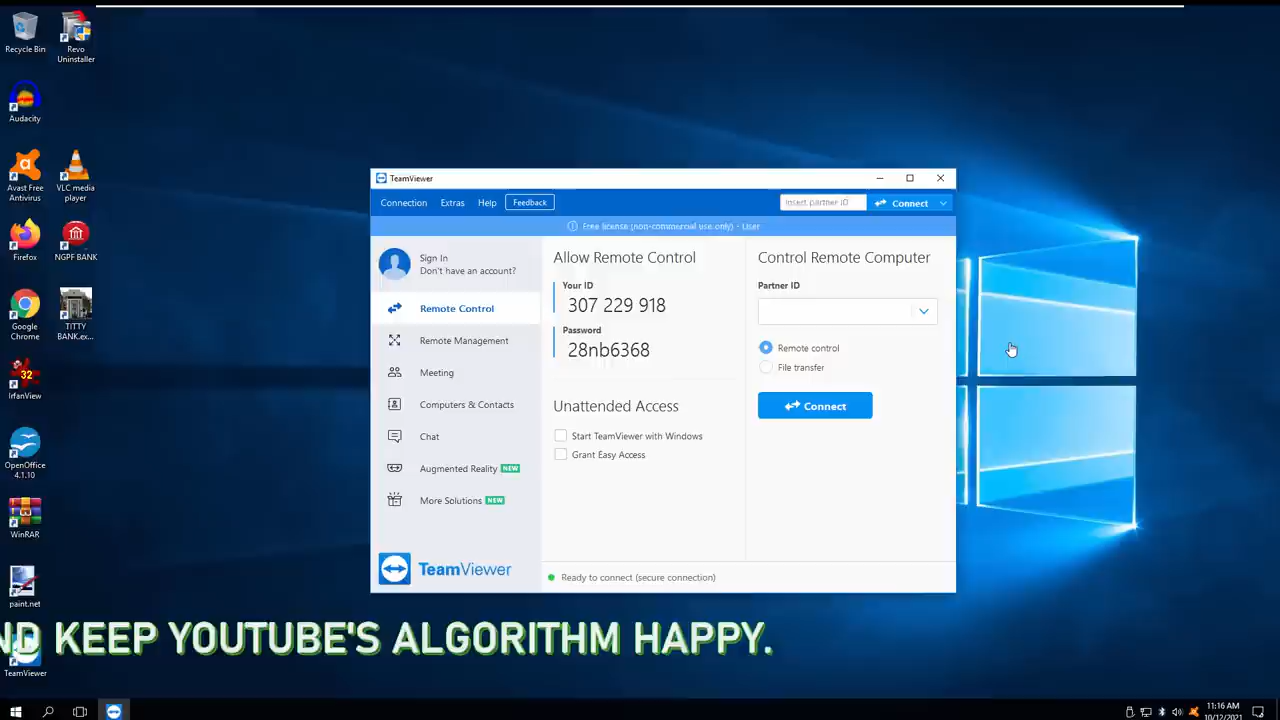 Recycle Bin
Revo
Uninstaller
Audacity
Avast Free
Antivirus
VLC media
player
Firefox
NGPF BANK
Google
Chrome
TITTY
BANK.ex...
32
IrfanView
OpenOffice
4.1.10
WinRAR
paint.net
TeamViewer
TeamViewer
Connection
Extras
Help
Feedback
Insert partner ID
Connect
Free license (non-commercial use only) - User
Sign In
Don't have an account?
Remote Control
Remote Management
Meeting
Computers & Contacts
Chat
Augmented Reality NEW
More Solutions NEW
TeamViewer
Allow Remote Control
Your ID
307 229 918
Password
28nb6368
Unattended Access
Start TeamViewer with Windows
Grant Easy Access
Control Remote Computer
Partner ID
Remote control
File transfer
Connect
Ready to connect (secure connection)
ND KEEP YOUTUBE'S ALGORITHM HAPPY.
11:16 AM
10/12/2021